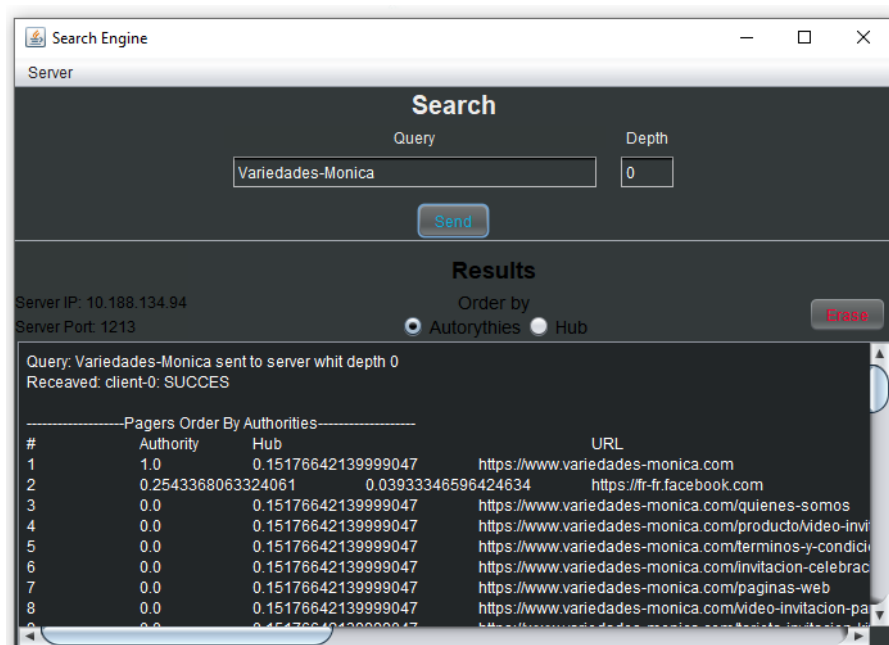 Search Engine
Server
Search
Query Depth
Variedades-Monica 0
Send
Results
Server IP: 10.188.134.94 Order by
Server Port: 1213 Autorythies Hub Erase
Query: Variedades-Monica sent to server whit depth 0
Receaved: client-0: SUCCES
-------------------Pagers Order By Authorities-------------------
# Authority Hub URL
1 1.0 0.15176642139999047 https://www.variedades-monica.com
2 0.2543368063324061 0.03933346596424634 https://fr-fr.facebook.com
3 0.0 0.15176642139999047 https://www.variedades-monica.com/quienes-somos
4 0.0 0.15176642139999047 https://www.variedades-monica.com/producto/video-invi
5 0.0 0.15176642139999047 https://www.variedades-monica.com/terminos-y-condici
6 0.0 0.15176642139999047 https://www.variedades-monica.com/invitacion-celebrac
7 0.0 0.15176642139999047 https://www.variedades-monica.com/paginas-web
8 0.0 0.15176642139999047 https://www.variedades-monica.com/video-invitacion-pa